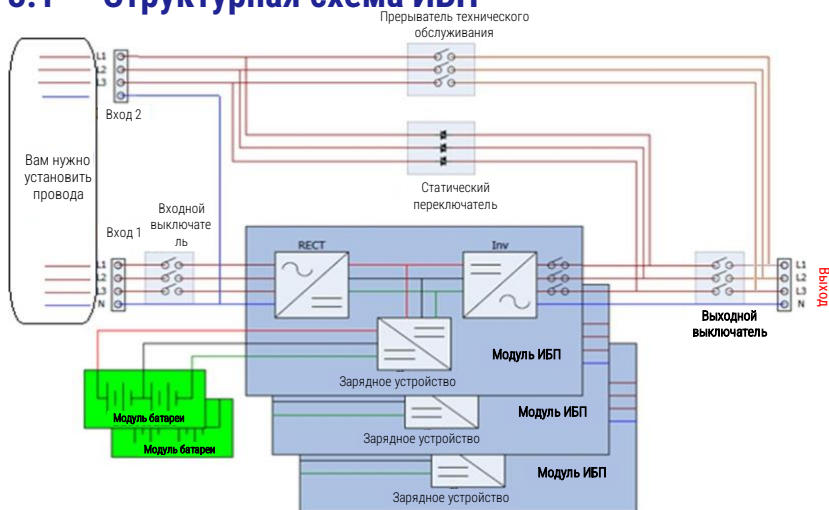 3.1 Структурная схема ИБП
Прерыватель технического
обслуживания
L1
L2
L3
Вход 2
Вам нужно
установить
провода
Статический
переключатель
Входной
выключате
ль
Вход 1
RECT
Inv
L1
L2
L3
N
L1
L2
L3
N
Выход
Выходной
выключатель
Модуль ИБП
Зарядное устройство
Модуль батареи
Модуль ИБП
Зарядное устройство
Модуль батареи
Модуль ИБП
Зарядное устройство